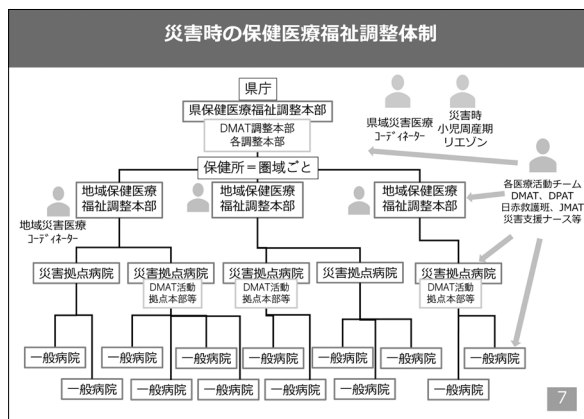 災害時の保健医療福祉調整体制
県庁
県保健医療福祉調整本部
DMAT調整本部
各調整本部
県域災害医療
コーディネーター
災害時
小児周産期
リエゾン
保健所=圏域ごと
各医療活動チーム
DMAT、DPAT
日赤救護班、JMAT
災害支援ナース等
地域保健医療
福祉調整本部
地域保健医療
福祉調整本部
地域保健医療
福祉調整本部
地域災害医療
コーディネーター
災害拠点病院
災害拠点病院
DMAT活動
拠点本部等
災害拠点病院
DMAT活動
拠点本部等
災害拠点病院
災害拠点病院
DMAT活動
拠点本部等
一般病院
一般病院
一般病院
一般病院
一般病院
一般病院
一般病院
一般病院
一般病院
一般病院
一般病院
一般病院
一般病院
7